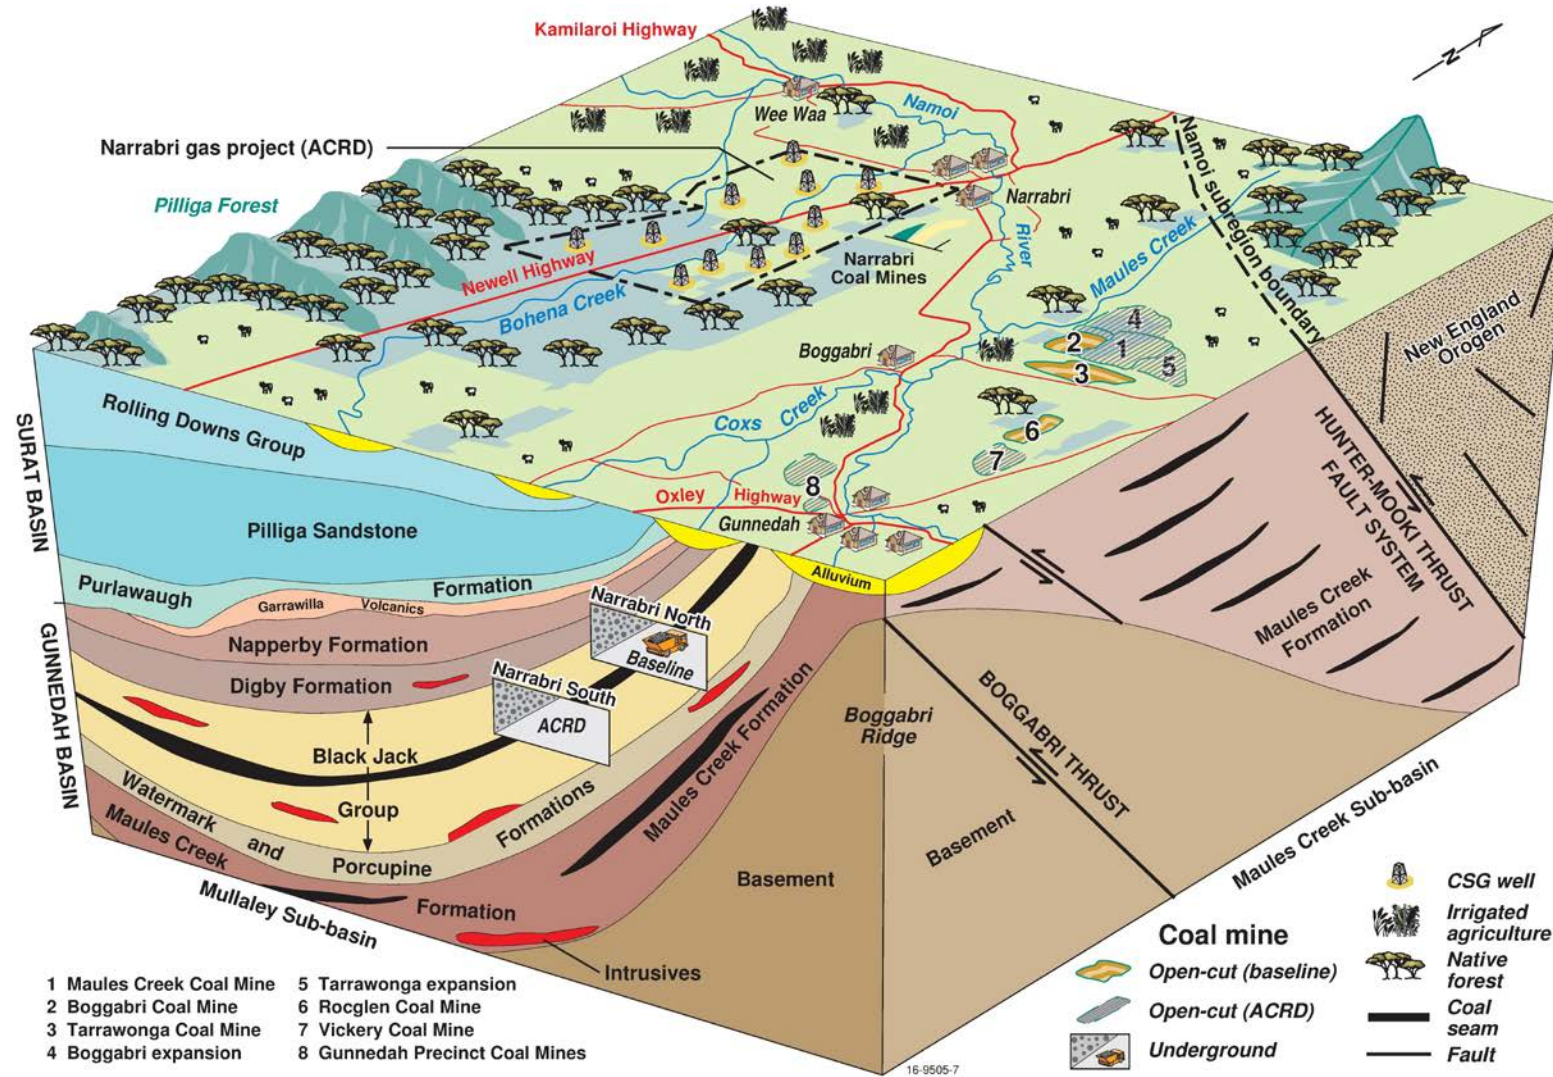 Kamilaroi Highway
N
Wee Waa
Namoi
Narrabri gas project (ACRD)
Pilliga Forest
Narrabri
Namoi subregion boundary
River
Maules Creek
Newell Highway
Narrabri
Coal Mines
Bohena Creek
New England
Orogen
4
2
1
5
3
Boggabri
Coxs
Creek
6
7
8
Oxley
Highway
Gunnedah
Alluvium
SURAT BASIN
Rolling Downs Group
Pilliga Sandstone
Purlawaugh
Formation
Garrawilla
Volcanics
GUNNEDAH BASIN
Napperby Formation
Digby Formation
Narrabri North
Baseline
Narrabri South
ACRD
Black Jack
Group
Watermark
and
Porcupine
Formations
Maules Creek
Formation
Maules Creek Formation
Mullaley Sub-basin
Intrusives
Basement
Boggabri
Ridge
BOGGABRI THRUST
Basement
HUNTER-MOOKI THRUST
FAULT SYSTEM
Maules Creek
Formation
Maules Creek Sub-basin
1 Maules Creek Coal Mine
2 Boggabri Coal Mine
3 Tarrawonga Coal Mine
4 Boggabri expansion
5 Tarrawonga expansion
6 Rocglen Coal Mine
7 Vickery Coal Mine
8 Gunnedah Precinct Coal Mines
16-9505-7
Coal mine
Open-cut (baseline)
Open-cut (ACRD)
Underground
CSG well
Irrigated
agriculture
Native
forest
Coal
seam
Fault